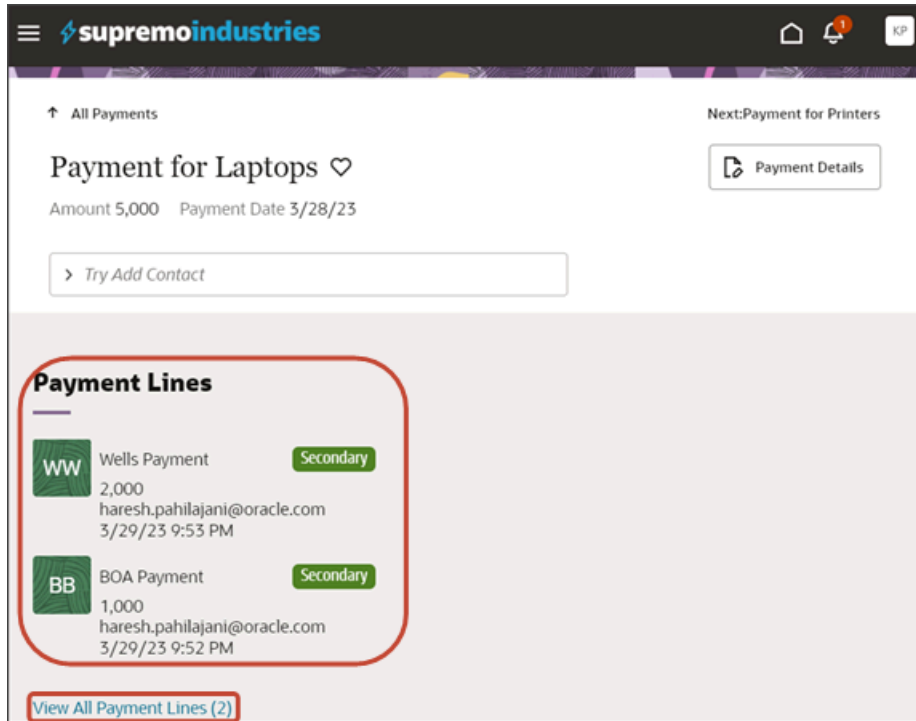 supremoindustries
1
KP
All Payments
Next:Payment for Printers
Payment for Laptops
Payment Details
Amount 5,000 Payment Date 3/28/23
Try Add Contact
Payment Lines
WW
Wells Payment
Secondary
2,000
haresh.pahilajani@oracle.com
3/29/23 9:53 PM
BB
BOA Payment
Secondary
1,000
haresh.pahilajani@oracle.com
3/29/23 9:52 PM
View All Payment Lines (2)